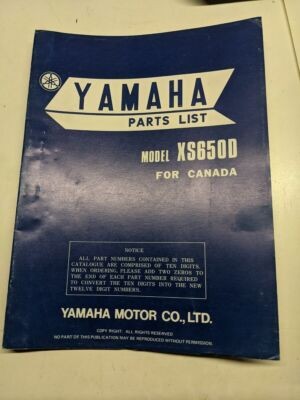 YAMAHA
PARTS LIST
MODEL XS650D
FOR CANADA
NOTICE
ALL PART NUMBERS CONTAINED IN THIS
CATALOGUE ARE COMPRISED OF TEN DIGITS.
WHEN ORDERING, PLEASE ADD TWO ZEROS TO
THE END OF EACH PART NUMBER REQUIRED
TO CONVERT THE TEN DIGITS INTO THE NEW
TWELVE DIGIT NUMBERS.
YAMAHA MOTOR CO., LTD.
COPY RIGHT: ALL RIGHTS RESERVED
NO PART OF THIS PUBLICATION MAY BE REPRODUCED WITHOUT PERMISSION.